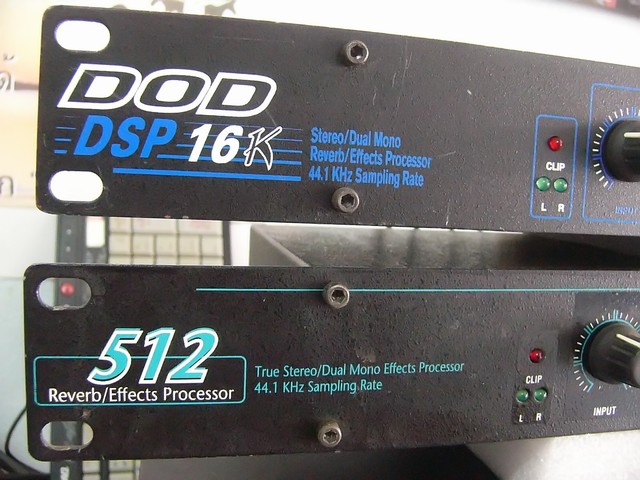 DOD
DSP 16K
Stereo/Dual Mono
Reverb/Effects Processor
44.1 KHz Sampling Rate
CLIP
L R
512
Reverb/Effects Processor
True Stereo/Dual Mono Effects Processor
44.1 KHz Sampling Rate
CLIP
L R
INPUT